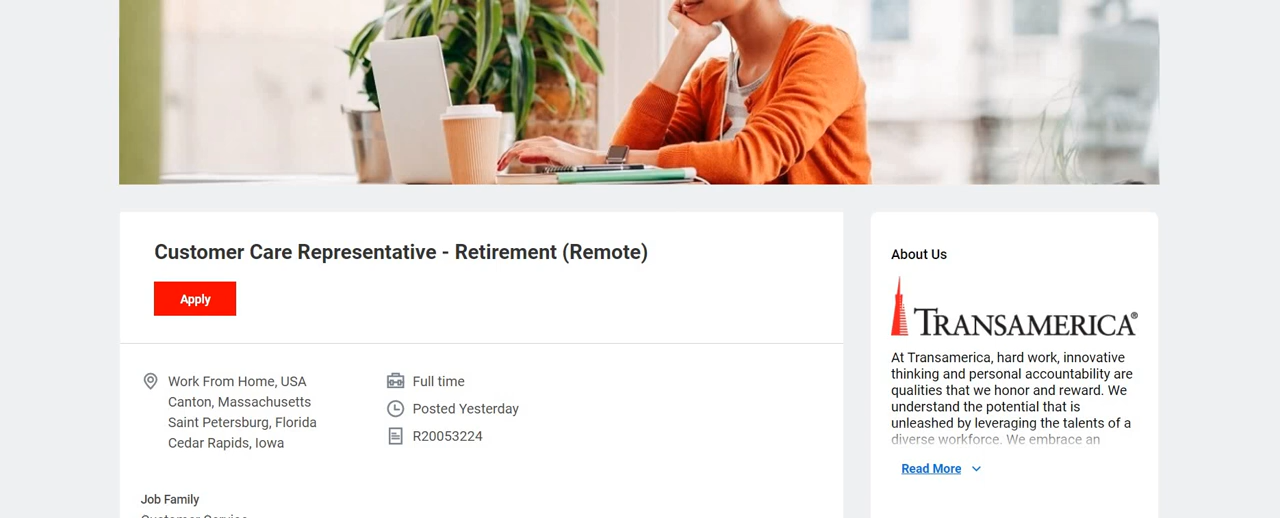 Customer Care Representative - Retirement (Remote)
Apply
Work From Home, USA
Canton, Massachusetts
Saint Petersburg, Florida
Cedar Rapids, Iowa
Full time
Posted Yesterday
R20053224
Job Family
Customer Service
About Us
TRANSAMERICA®
At Transamerica, hard work, innovative
thinking and personal accountability are
qualities that we honor and reward. We
understand the potential that is
unleashed by leveraging the talents of a
diverse workforce. We embrace an
Read More